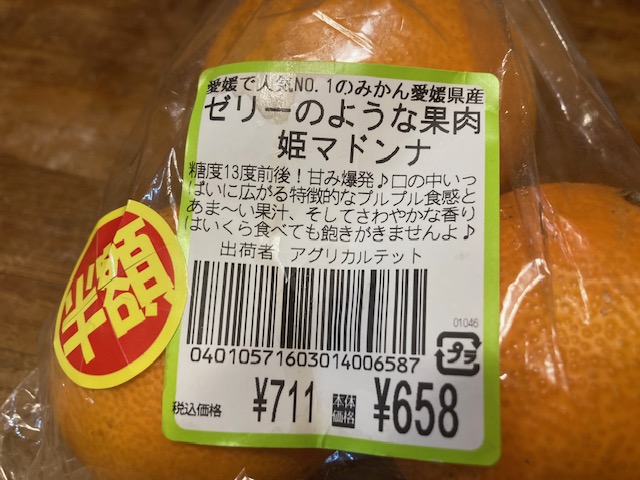 愛媛で人気NO.1のみかん愛媛県産
ゼリーのような果肉
姫マドンナ
糖度13度前後！甘み爆発♪口の中いっ
ぱいに広がる特徴的なプルプル食感と
あま〜い果汁、そしてさわやかな香り
はいくら食べても飽きがきませんよ♪
出荷者 アグリカルテット
01046
04010571603014006587
プラ
税込価格 ¥711 本体価格 ¥658
半額